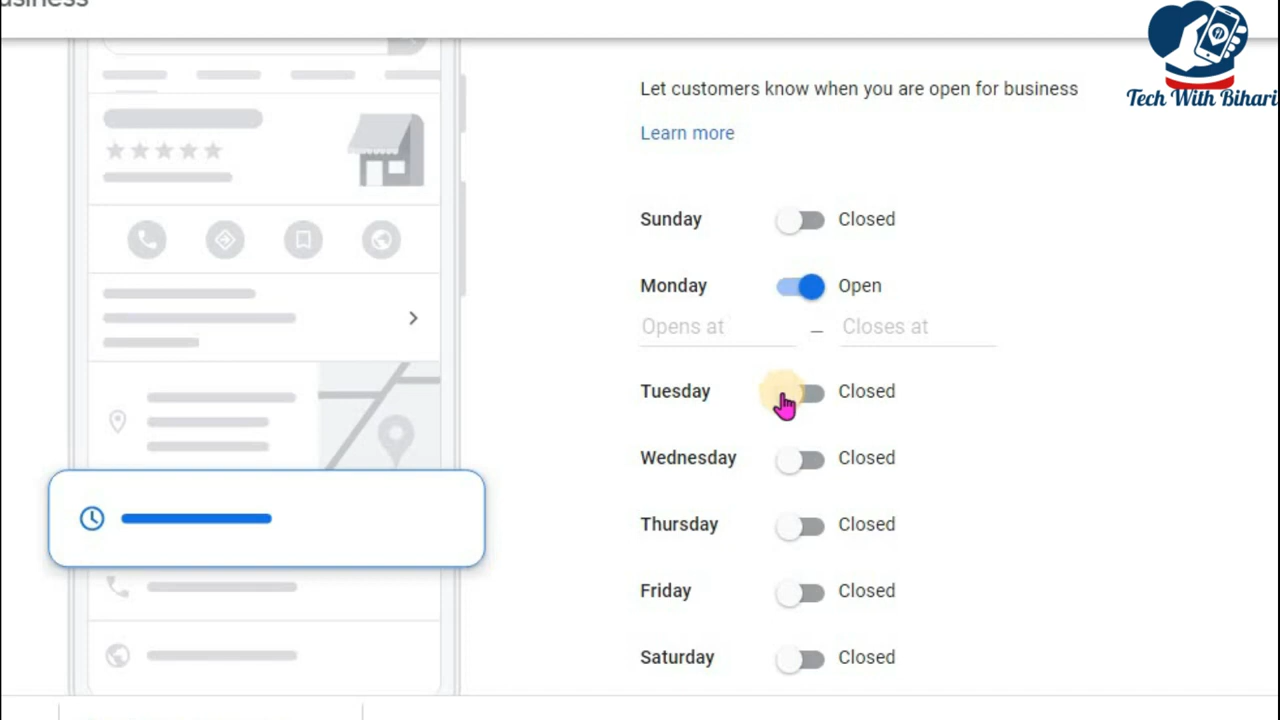 Tech With Bihari
Let customers know when you are open for business
Learn more
Sunday Closed
Monday Open
Opens at – Closes at
Tuesday Closed
Wednesday Closed
Thursday Closed
Friday Closed
Saturday Closed